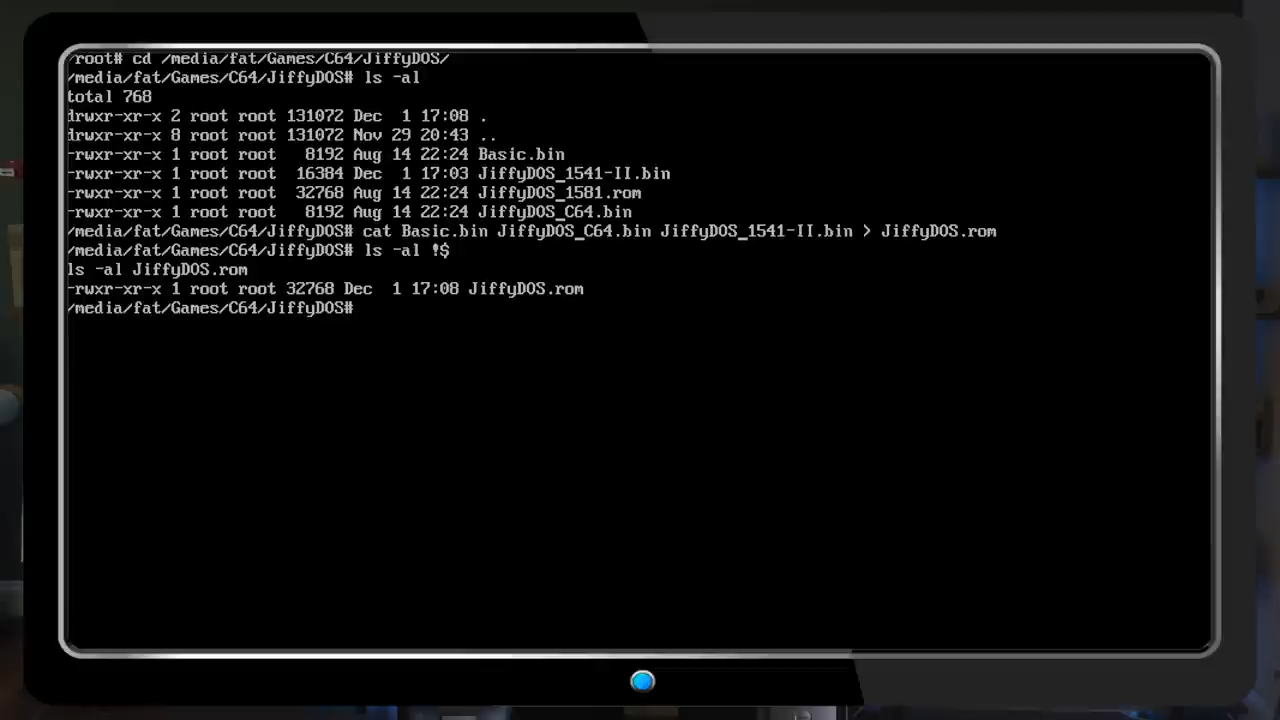 /root# cd /media/fat/Games/C64/JiffyDOS/
/media/fat/Games/C64/JiffyDOS# ls -al
total 768
drwxr-xr-x 2 root root 131072 Dec  1 17:08 .
drwxr-xr-x 8 root root 131072 Nov 29 20:43 ..
-rwxr-xr-x 1 root root   8192 Aug 14 22:24 Basic.bin
-rwxr-xr-x 1 root root  16384 Dec  1 17:03 JiffyDOS_1541-II.bin
-rwxr-xr-x 1 root root  32768 Aug 14 22:24 JiffyDOS_1581.rom
-rwxr-xr-x 1 root root   8192 Aug 14 22:24 JiffyDOS_C64.bin
/media/fat/Games/C64/JiffyDOS# cat Basic.bin JiffyDOS_C64.bin JiffyDOS_1541-II.bin > JiffyDOS.rom
/media/fat/Games/C64/JiffyDOS# ls -al !$
ls -al JiffyDOS.rom
-rwxr-xr-x 1 root root 32768 Dec  1 17:08 JiffyDOS.rom
/media/fat/Games/C64/JiffyDOS#